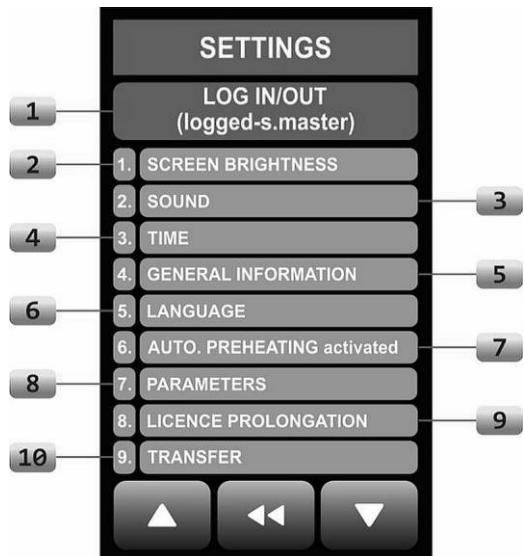 SETTINGS
1
LOG IN/OUT
(logged-s.master)
2
1. SCREEN BRIGHTNESS
2. SOUND
3
4
3. TIME
4. GENERAL INFORMATION
5
6
5. LANGUAGE
6. AUTO. PREHEATING activated
7
8
7. PARAMETERS
8. LICENCE PROLONGATION
9
10
9. TRANSFER